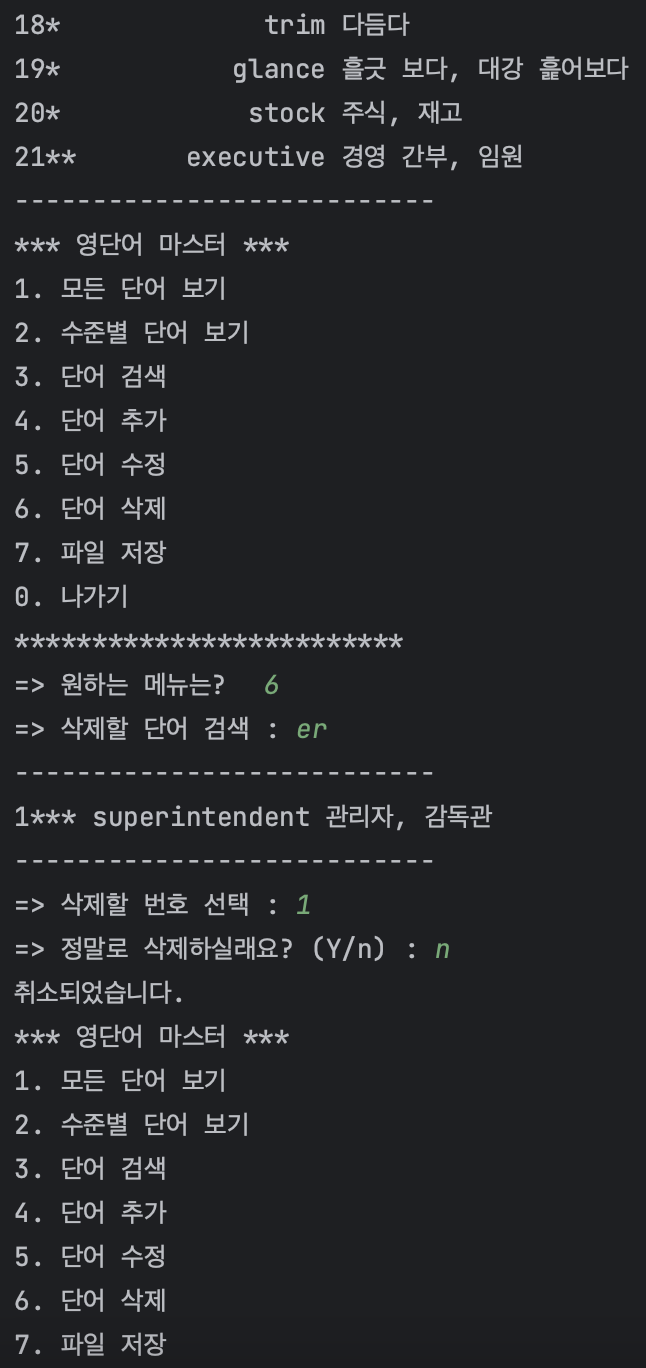 18*             trim 다듬다
19*           glance 흘긋 보다, 대강 훑어보다
20*            stock 주식, 재고
21**       executive 경영 간부, 임원
---------------------------
*** 영단어 마스터 ***
1. 모든 단어 보기
2. 수준별 단어 보기
3. 단어 검색
4. 단어 추가
5. 단어 수정
6. 단어 삭제
7. 파일 저장
0. 나가기
*************************
=> 원하는 메뉴는?  6
=> 삭제할 단어 검색 : er
---------------------------
1*** superintendent 관리자, 감독관
---------------------------
=> 삭제할 번호 선택 : 1
=> 정말로 삭제하실래요? (Y/n) : n
취소되었습니다.
*** 영단어 마스터 ***
1. 모든 단어 보기
2. 수준별 단어 보기
3. 단어 검색
4. 단어 추가
5. 단어 수정
6. 단어 삭제
7. 파일 저장